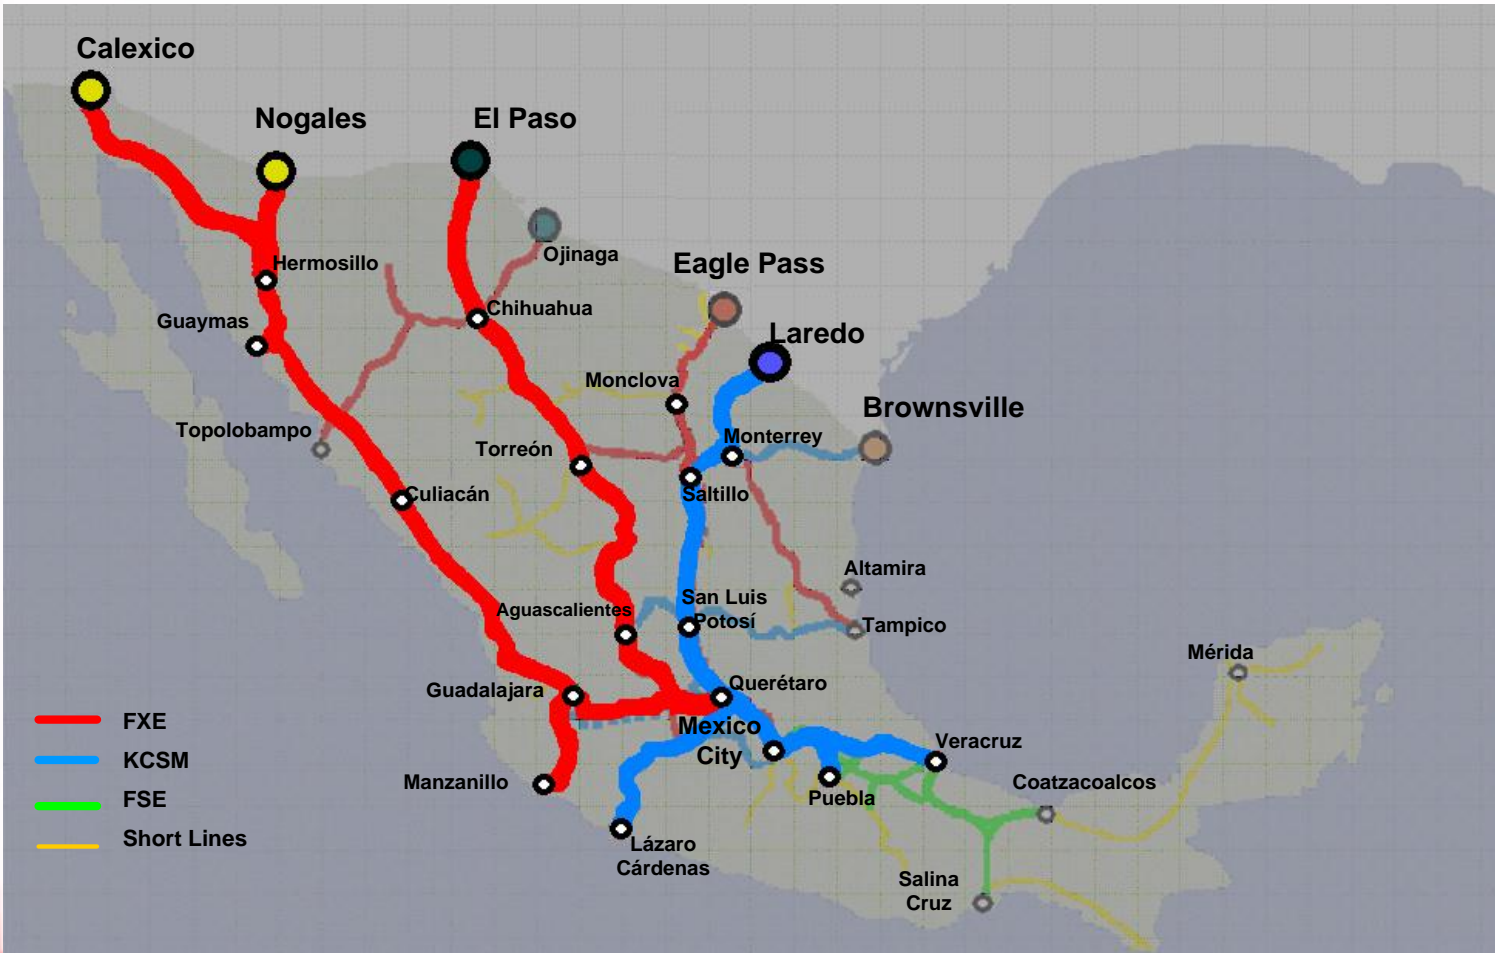 Calexico
Nogales
El Paso
Ojinaga
Hermosillo
Eagle Pass
Chihuahua
Guaymas
Laredo
Monclova
Brownsville
Topolobampo
Monterrey
Torreón
Culiacán
Saltillo
Altamira
San Luis
Potosí
Aguascalientes
Tampico
Mérida
Guadalajara
Querétaro
Mexico
City
Veracruz
Manzanillo
Puebla
Coatzacoalcos
Lázaro
Cárdenas
Salina
Cruz
FXE
KCSM
FSE
Short Lines